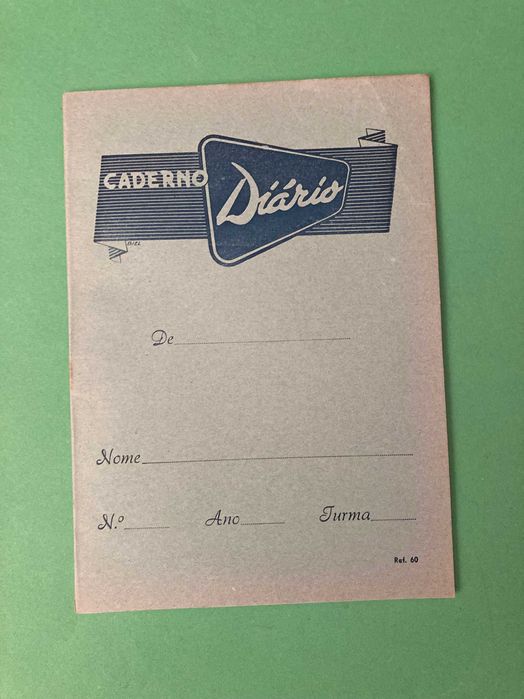 CADERNO Diário
De
Nome
N.º Ano Turma
Ref. 60